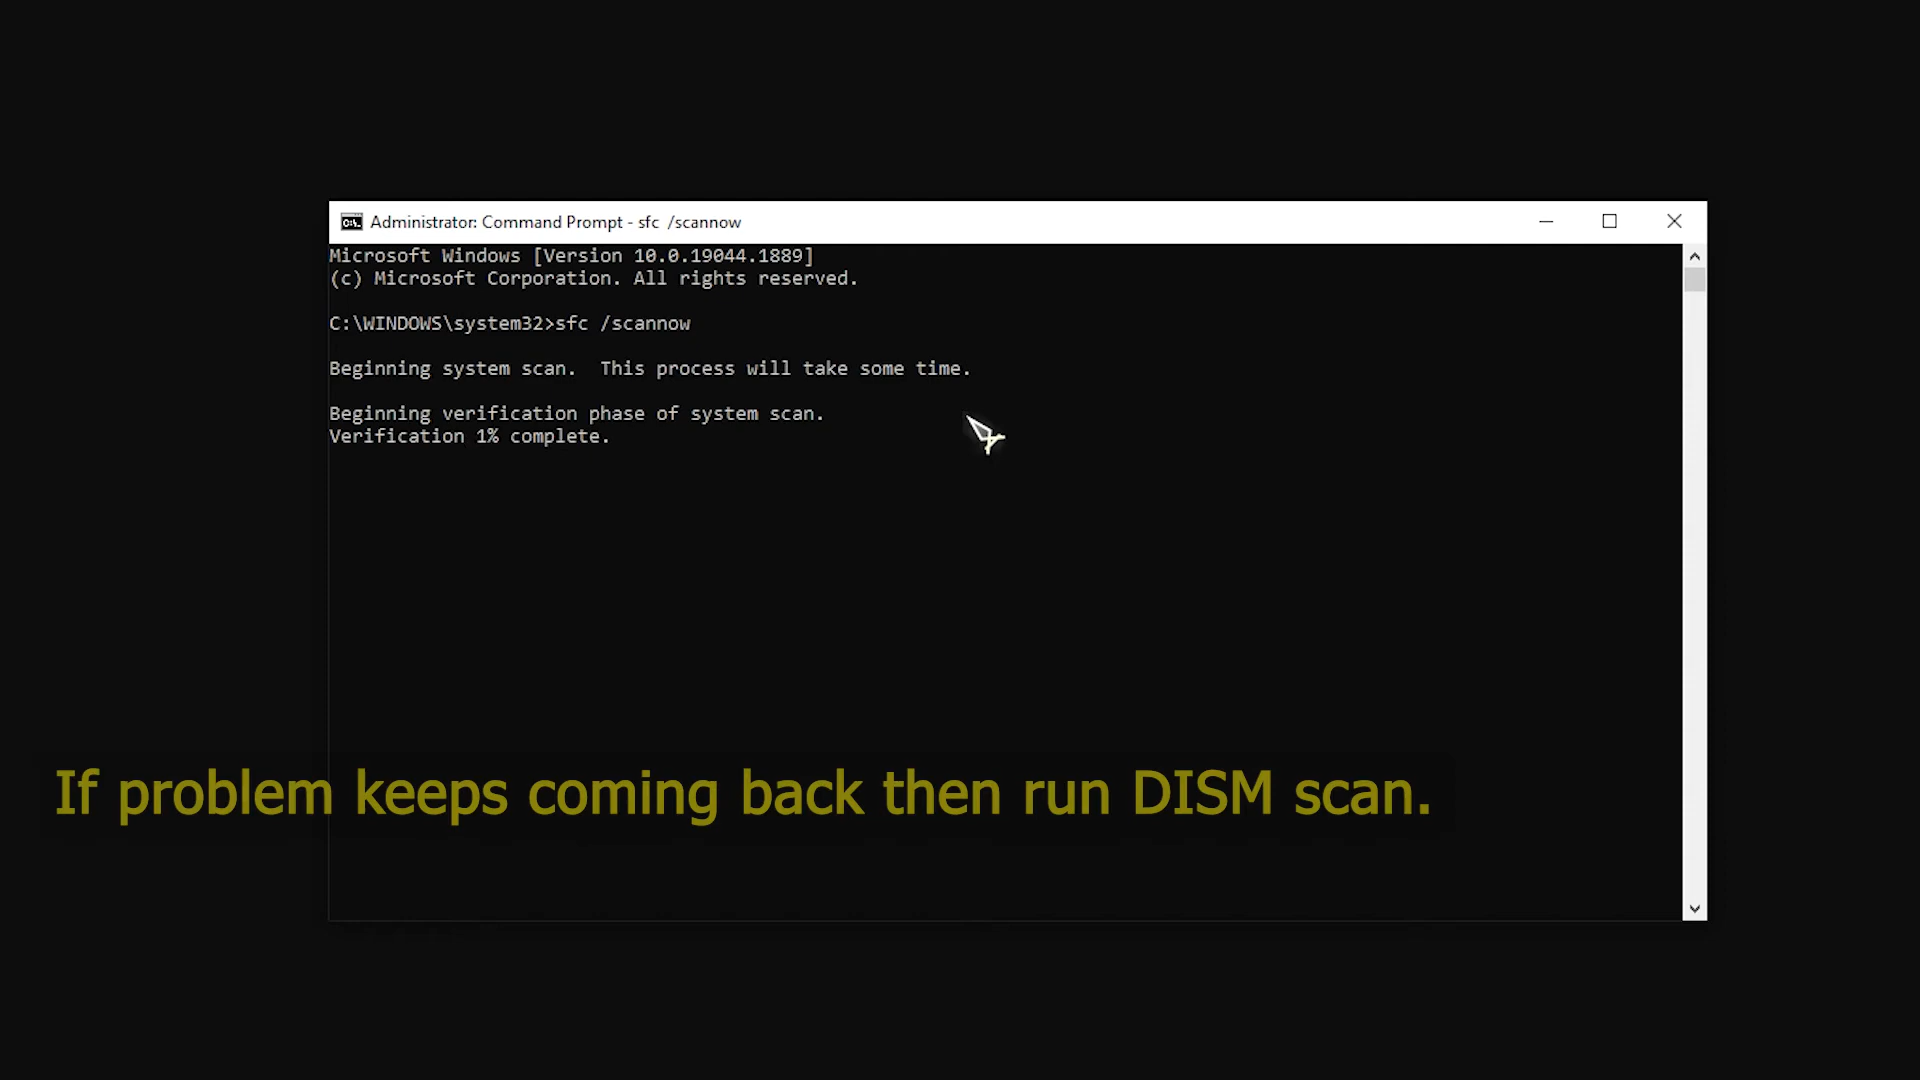 Administrator: Command Prompt - sfc  /scannow
Microsoft Windows [Version 10.0.19044.1889]
(c) Microsoft Corporation. All rights reserved.
C:\WINDOWS\system32>sfc /scannow
Beginning system scan.  This process will take some time.
Beginning verification phase of system scan.
Verification 1% complete.
If problem keeps coming back then run DISM scan.